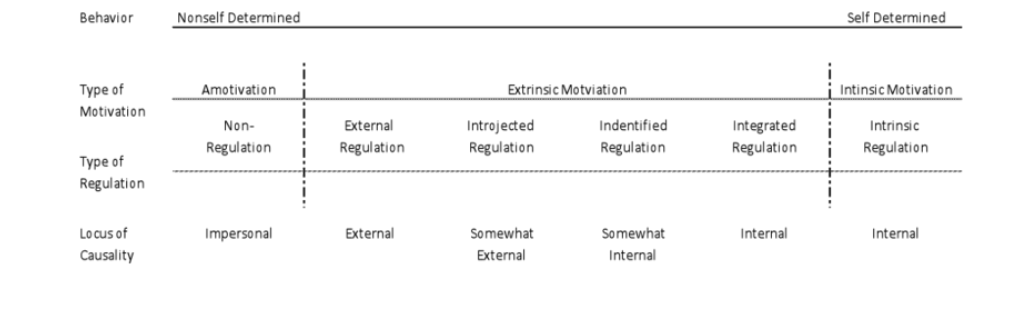 Behavior Nonself Determined Self Determined
Type of Amotivation Extrinsic Motviation Intinsic Motivation
Motivation
Non- External Introjected Indentified Integrated Intrinsic
Regulation Regulation Regulation Regulation Regulation Regulation
Type of
Regulation
Locus of Impersonal External Somewhat Somewhat Internal Internal
Causality External Internal